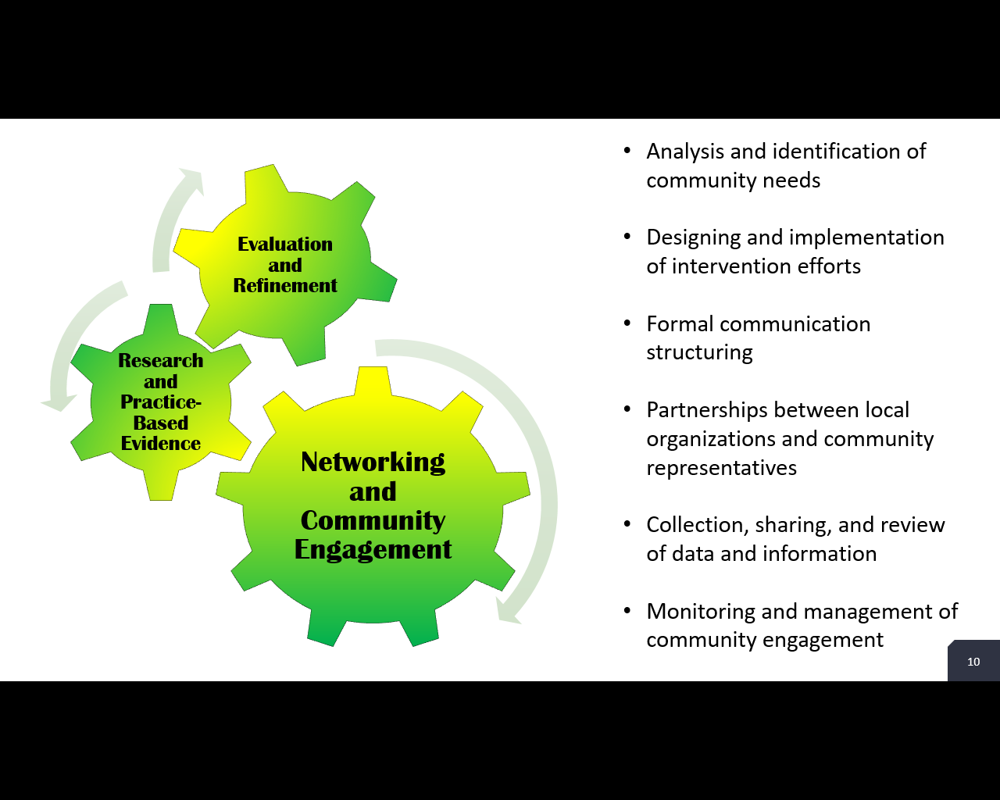 Evaluation
and
Refinement
Research
and
Practice-
Based
Evidence
Networking
and
Community
Engagement
• Analysis and identification of
community needs
• Designing and implementation
of intervention efforts
• Formal communication
structuring
• Partnerships between local
organizations and community
representatives
• Collection, sharing, and review
of data and information
• Monitoring and management of
community engagement
10